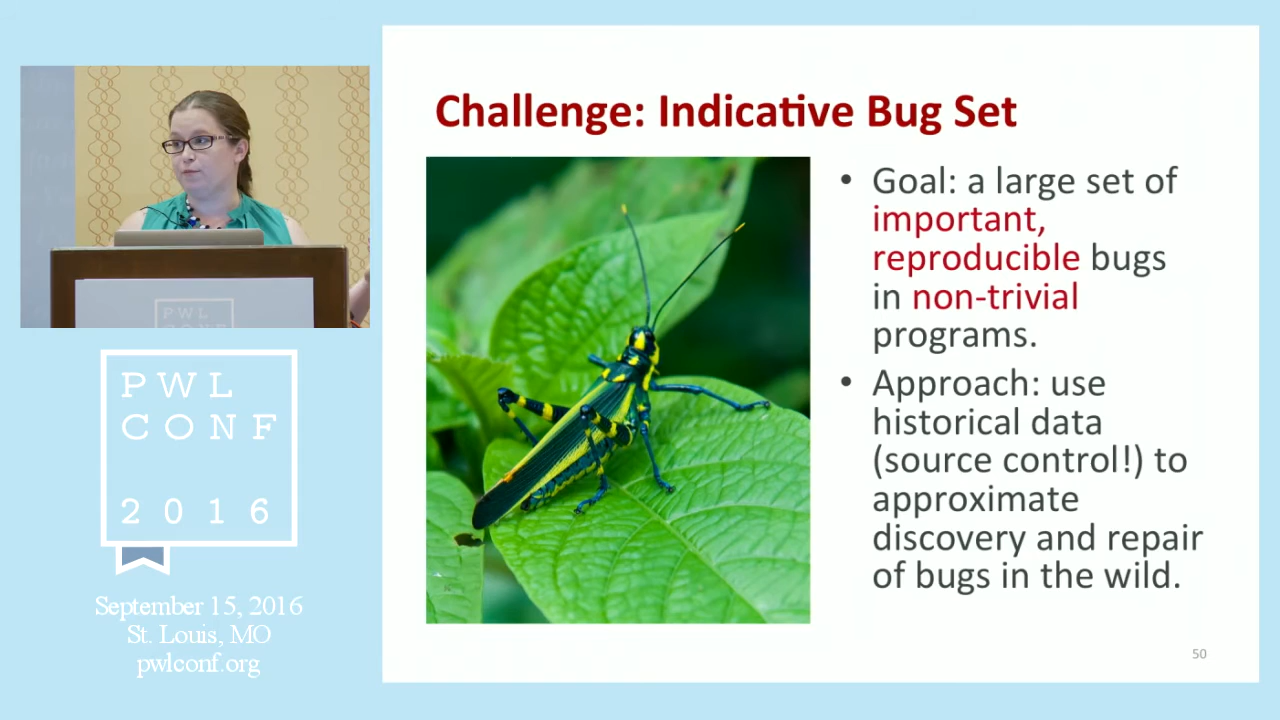 Challenge: Indicative Bug Set
• Goal: a large set of
important,
reproducible bugs
in non-trivial
programs.
• Approach: use
historical data
(source control!) to
approximate
discovery and repair
of bugs in the wild.
50
PWL
CONF
PWL
CONF
2016
September 15, 2016
St. Louis, MO
pwlconf.org